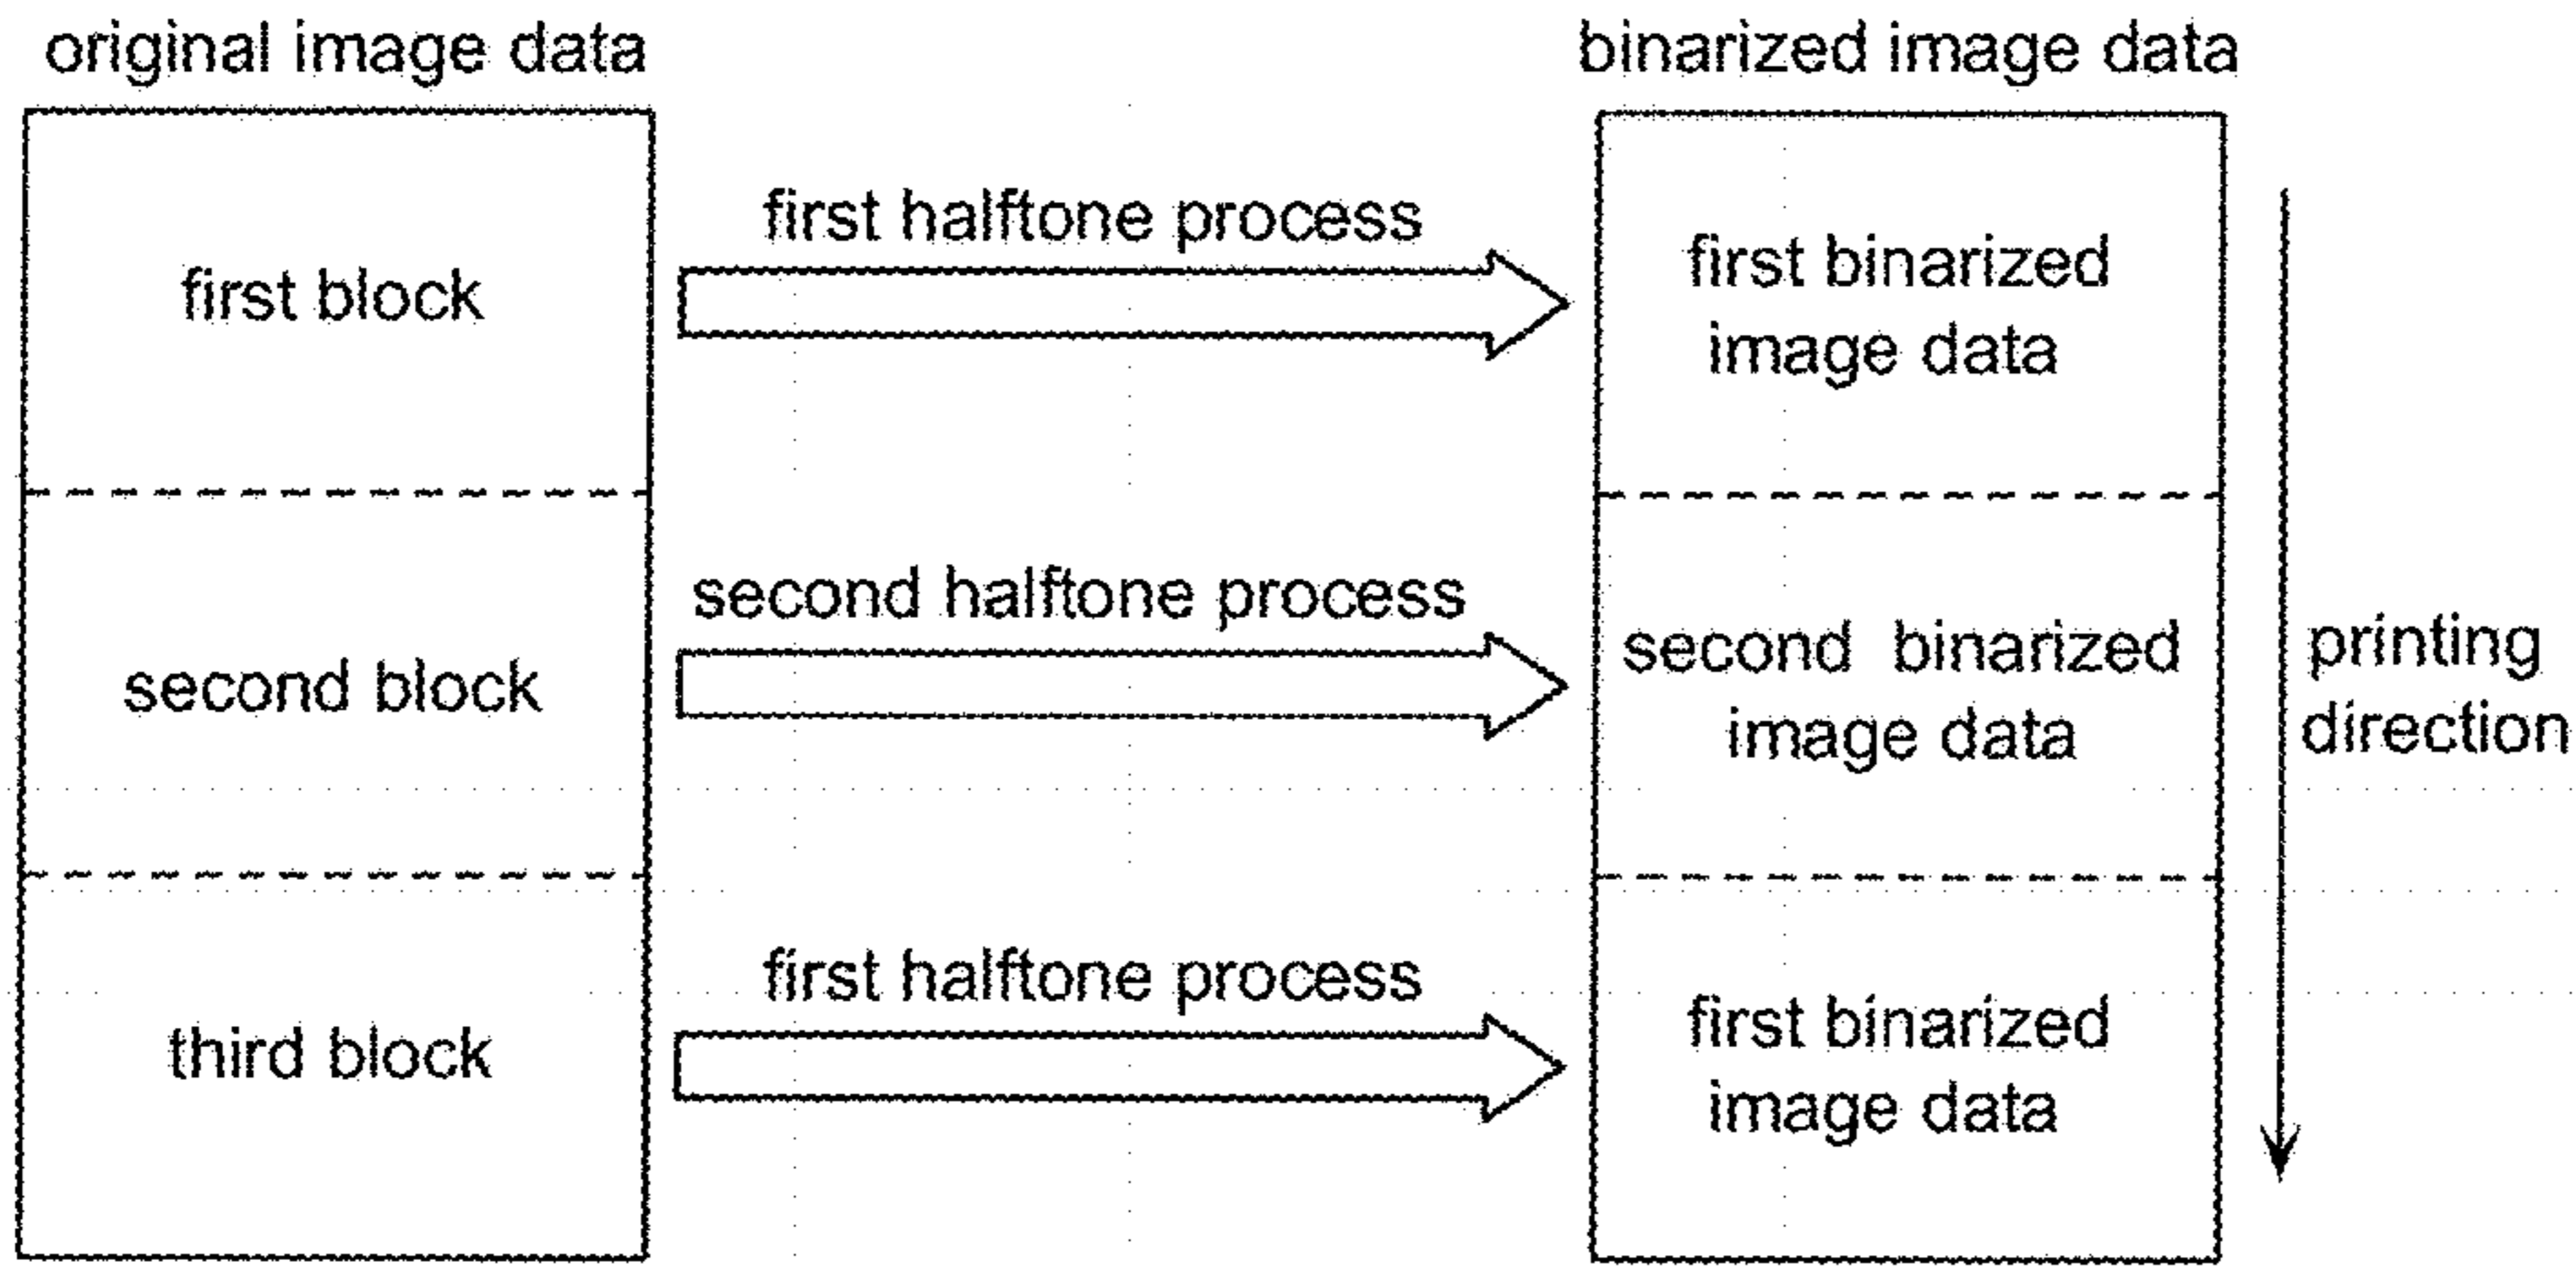 original image data
binarized image data
first block
first halftone process
first binarized
image data
second block
second halftone process
second binarized
image data
printing
direction
third block
first halftone process
first binarized
image data